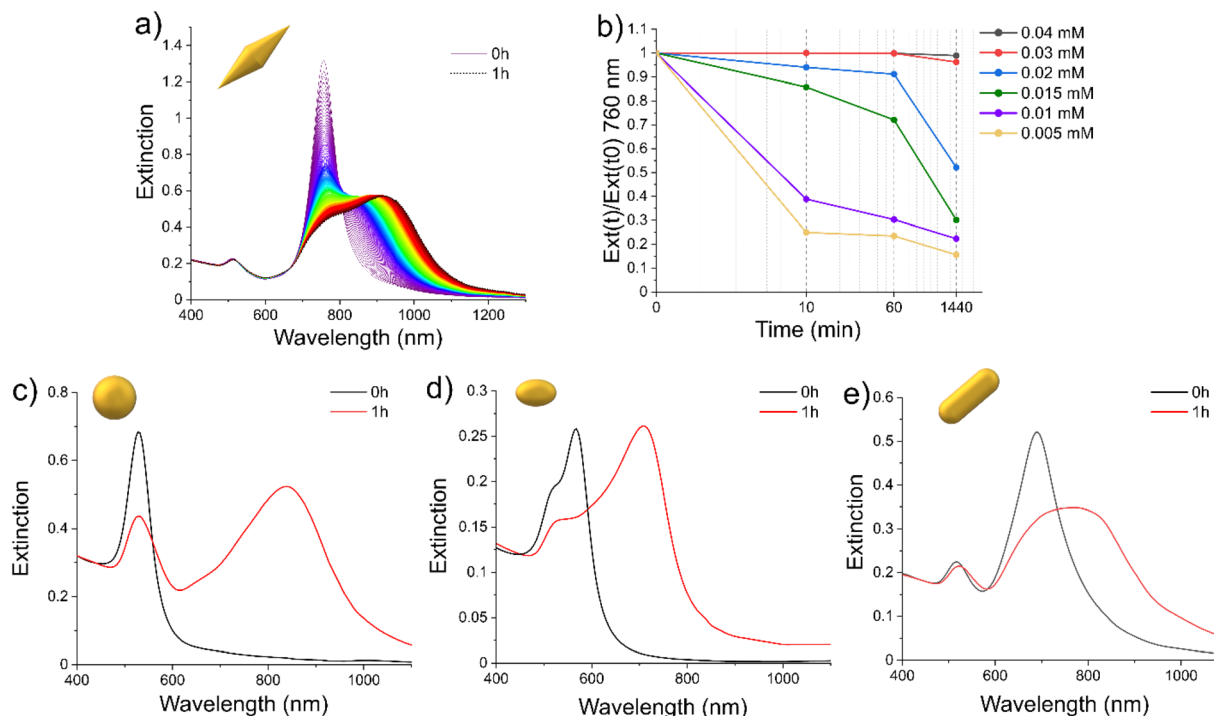 a)
0h
1h
Extinction
1.4
1.2
1
0.8
0.6
0.4
0.2
0
400 600 800 1000 1200
Wavelength (nm)
b)
0.04 mM
0.03 mM
0.02 mM
0.015 mM
0.01 mM
0.005 mM
Ext(t)/Ext(t0) 760 nm
1
0.9
0.8
0.7
0.6
0.5
0.4
0.3
0.2
0.1
0
0 10 60 1440
Time (min)
c)
0h
1h
Extinction
0.8
0.6
0.4
0.2
0
400 600 800 1000
Wavelength (nm)
d)
0h
1h
Extinction
0.3
0.25
0.2
0.15
0.1
0.05
0
400 600 800 1000
Wavelength (nm)
e)
0h
1h
Extinction
0.6
0.5
0.4
0.3
0.2
0.1
0
400 600 800 1000
Wavelength (nm)